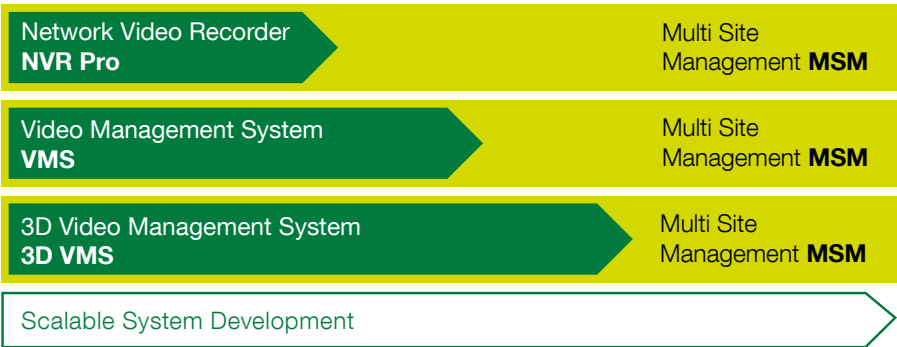 Network Video Recorder
NVR Pro
Multi Site
Management MSM
Video Management System
VMS
Multi Site
Management MSM
3D Video Management System
3D VMS
Multi Site
Management MSM
Scalable System Development